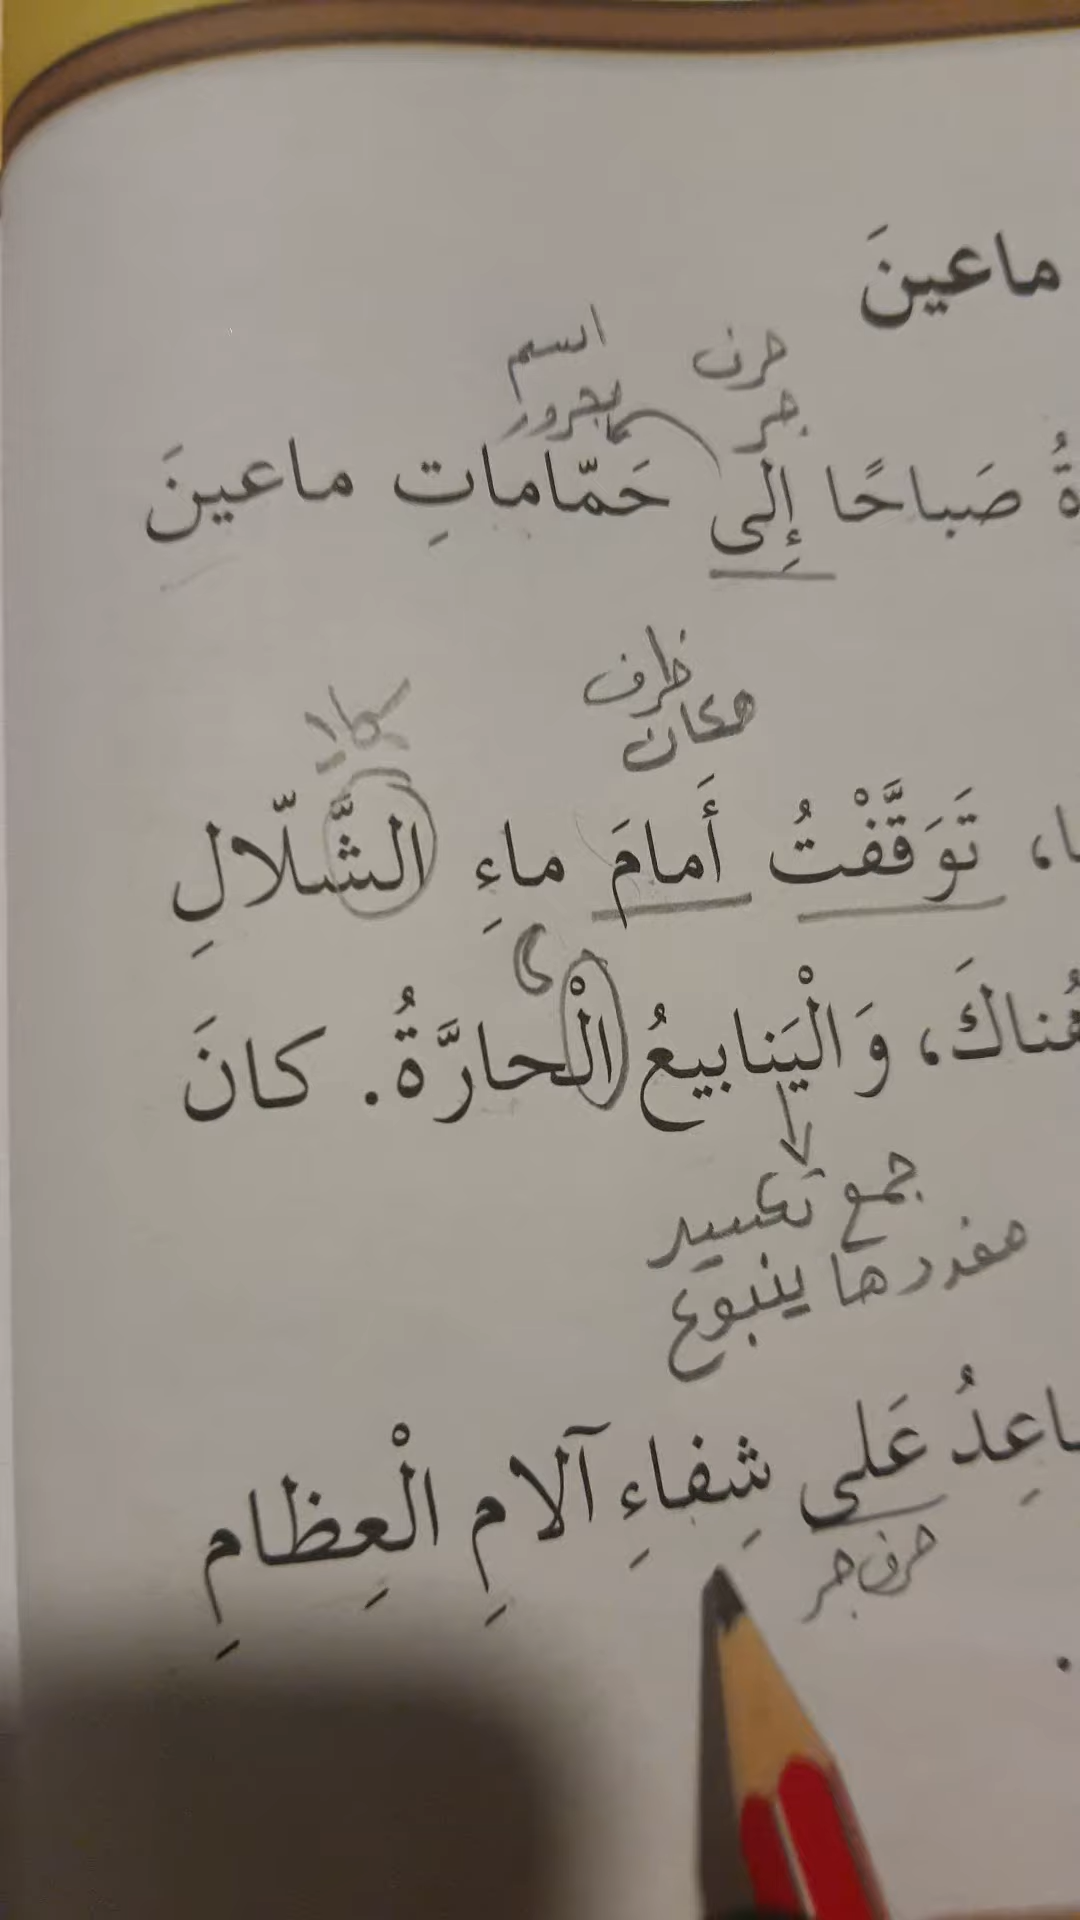 ماعينَ
حرف
اسم
جر
مجرور
ةُ صَباحًا إِلى حَمّاماتِ ماعينَ
ظرف
مكان
ا، تَوَقَّفْتُ أَمامَ ماءِ الشَّلّالِ
هُناكَ، وَالْيَنابيعُ الْحارَّةُ. كانَ
جمع تكسير
مفردها ينبوع
اعِدُ عَلى شِفاءِ آلامِ الْعِظامِ
حرف جر
.